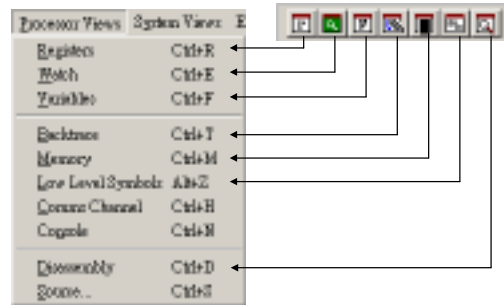 Processor Views System Views E
Registers Ctrl+R
Watch Ctrl+E
Variables Ctrl+F
Backtrace Ctrl+T
Memory Ctrl+M
Low Level Symbols Alt+Z
Comms Channel Ctrl+H
Console Ctrl+N
Disassembly Ctrl+D
Source... Ctrl+S